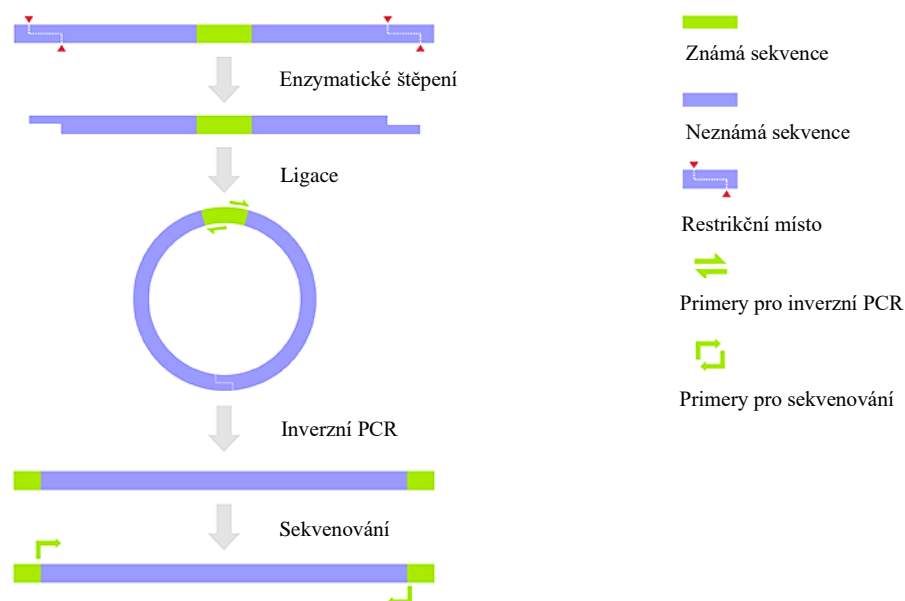 Enzymatické štěpení
Ligace
Inverzní PCR
Sekvenování
Známá sekvence
Neznámá sekvence
Restrikční místo
Primery pro inverzní PCR
Primery pro sekvenování